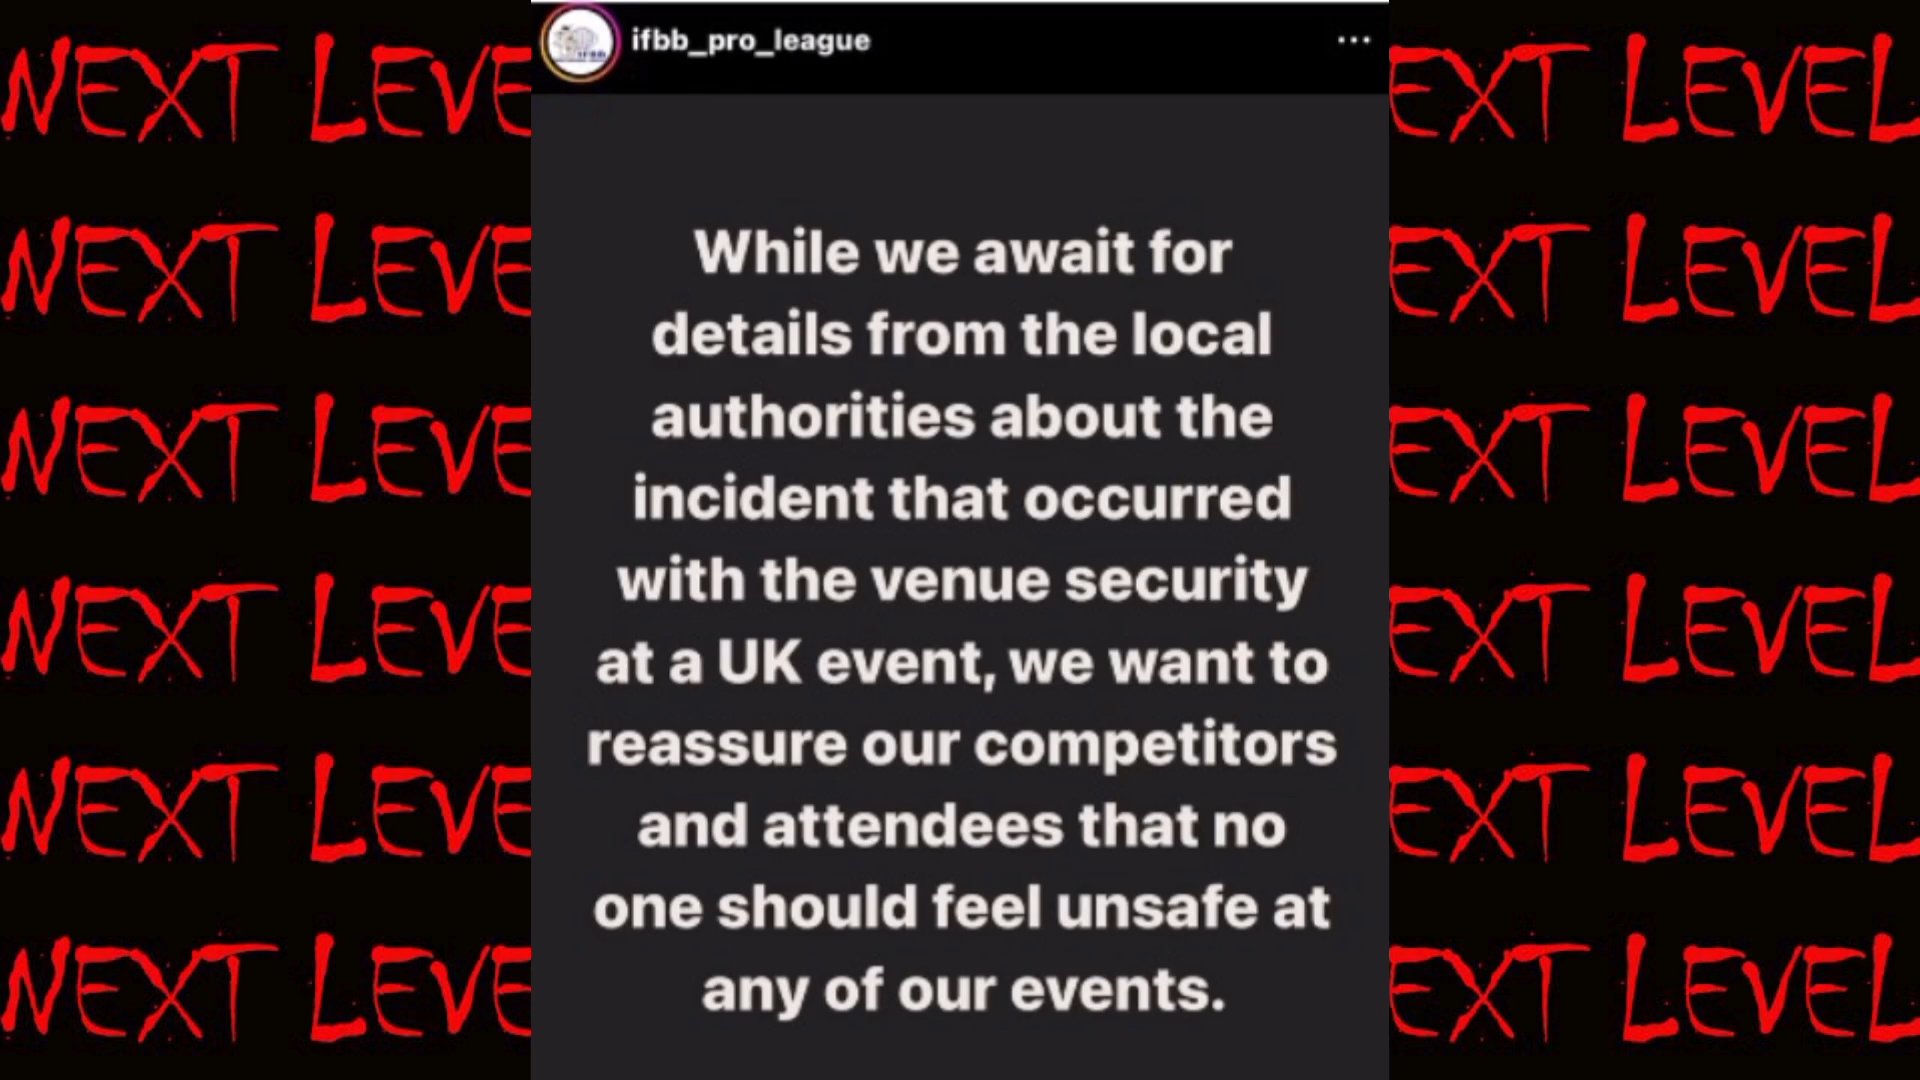 ifbb_pro_league
While we await for
details from the local
authorities about the
incident that occurred
with the venue security
at a UK event, we want to
reassure our competitors
and attendees that no
one should feel unsafe at
any of our events.
NEXT LEVE
NEXT LEVE
NEXT LEVE
NEXT LEVE
NEXT LEVE
NEXT LEVE
EXT LEVEL
EXT LEVEL
EXT LEVEL
EXT LEVEL
EXT LEVEL
EXT LEVEL